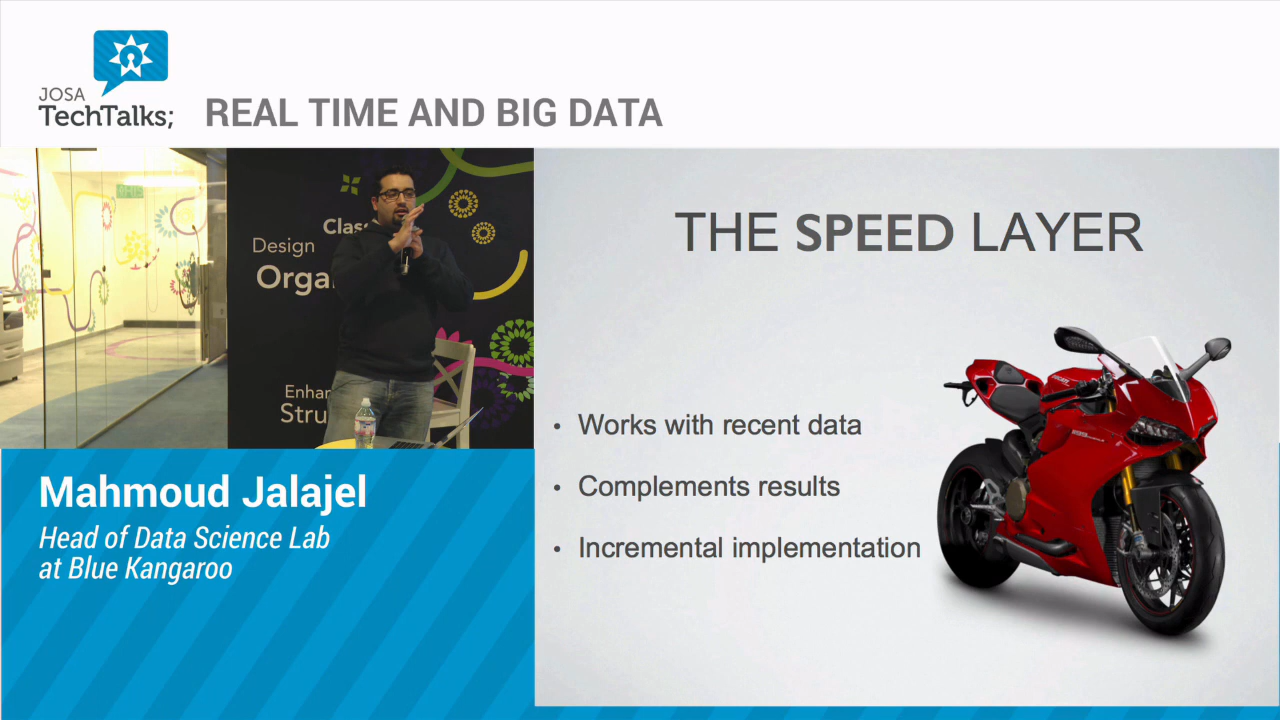 JOSA
TechTalks;
REAL TIME AND BIG DATA
Design
Orga
Enha
Stru
Mahmoud Jalajel
Head of Data Science Lab
at Blue Kangaroo
THE SPEED LAYER
• Works with recent data
• Complements results
• Incremental implementation